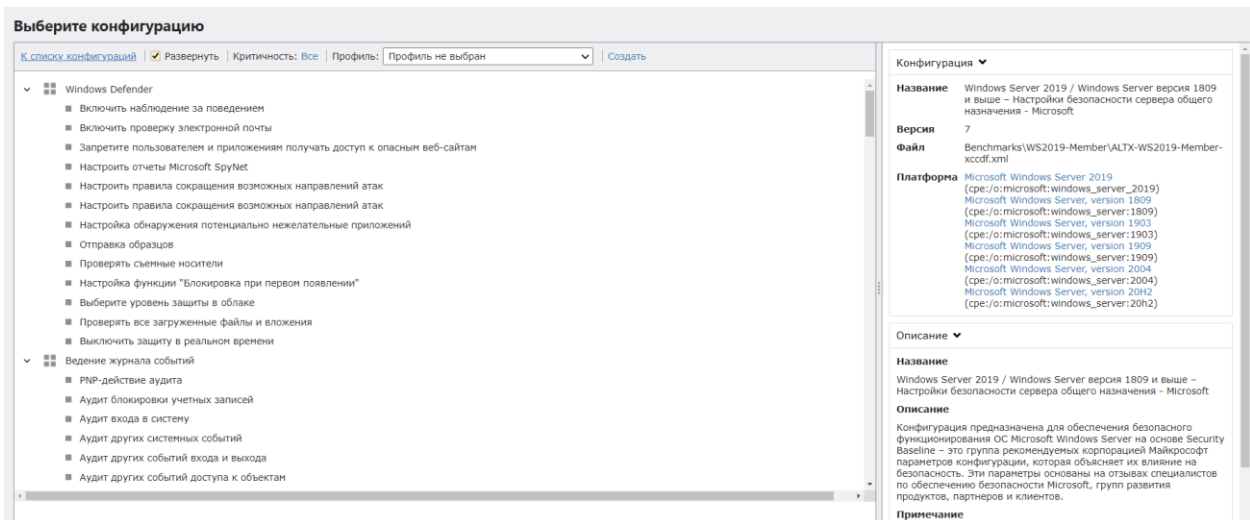 Выберите конфигурацию
К списку конфигураций Развернуть Критичность: Все Профиль: Профиль не выбран Создать
Windows Defender
Включить наблюдение за поведением
Включить проверку электронной почты
Запретите пользователем и приложениям получать доступ к опасным веб-сайтам
Настроить отчеты Microsoft SpyNet
Настроить правила сокращения возможных направлений атак
Настроить правила сокращения возможных направлений атак
Настройка обнаружения потенциально нежелательные приложений
Отправка образцов
Проверять съемные носители
Настройка функции "Блокировка при первом появлении"
Выберите уровень защиты в облаке
Проверять все загруженные файлы и вложения
Выключить защиту в реальном времени
Ведение журнала событий
PNP-действие аудита
Аудит блокировки учетных записей
Аудит входа в систему
Аудит других системных событий
Аудит других событий входа и выхода
Аудит других событий доступа к объектам
Конфигурация
Название Windows Server 2019 / Windows Server версия 1809
и выше – Настройки безопасности сервера общего
назначения - Microsoft
Версия 7
Файл Benchmarks\WS2019-Member\ALTX-WS2019-Member-
xccdf.xml
Платформа Microsoft Windows Server 2019
(cpe:/o:microsoft:windows_server_2019)
Microsoft Windows Server, version 1809
(cpe:/o:microsoft:windows_server:1809)
Microsoft Windows Server, version 1903
(cpe:/o:microsoft:windows_server:1903)
Microsoft Windows Server, version 1909
(cpe:/o:microsoft:windows_server:1909)
Microsoft Windows Server, version 2004
(cpe:/o:microsoft:windows_server:2004)
Microsoft Windows Server, version 20H2
(cpe:/o:microsoft:windows_server:20h2)
Описание
Название
Windows Server 2019 / Windows Server версия 1809 и выше –
Настройки безопасности сервера общего назначения - Microsoft
Описание
Конфигурация предназначена для обеспечения безопасного
функционирования ОС Microsoft Windows Server на основе Security
Baseline – это группа рекомендуемых корпорацией Майкрософт
параметров конфигурации, которая объясняет их влияние на
безопасность. Эти параметры основаны на отзывах специалистов
по обеспечению безопасности Microsoft, групп развития
продуктов, партнеров и клиентов.
Примечание